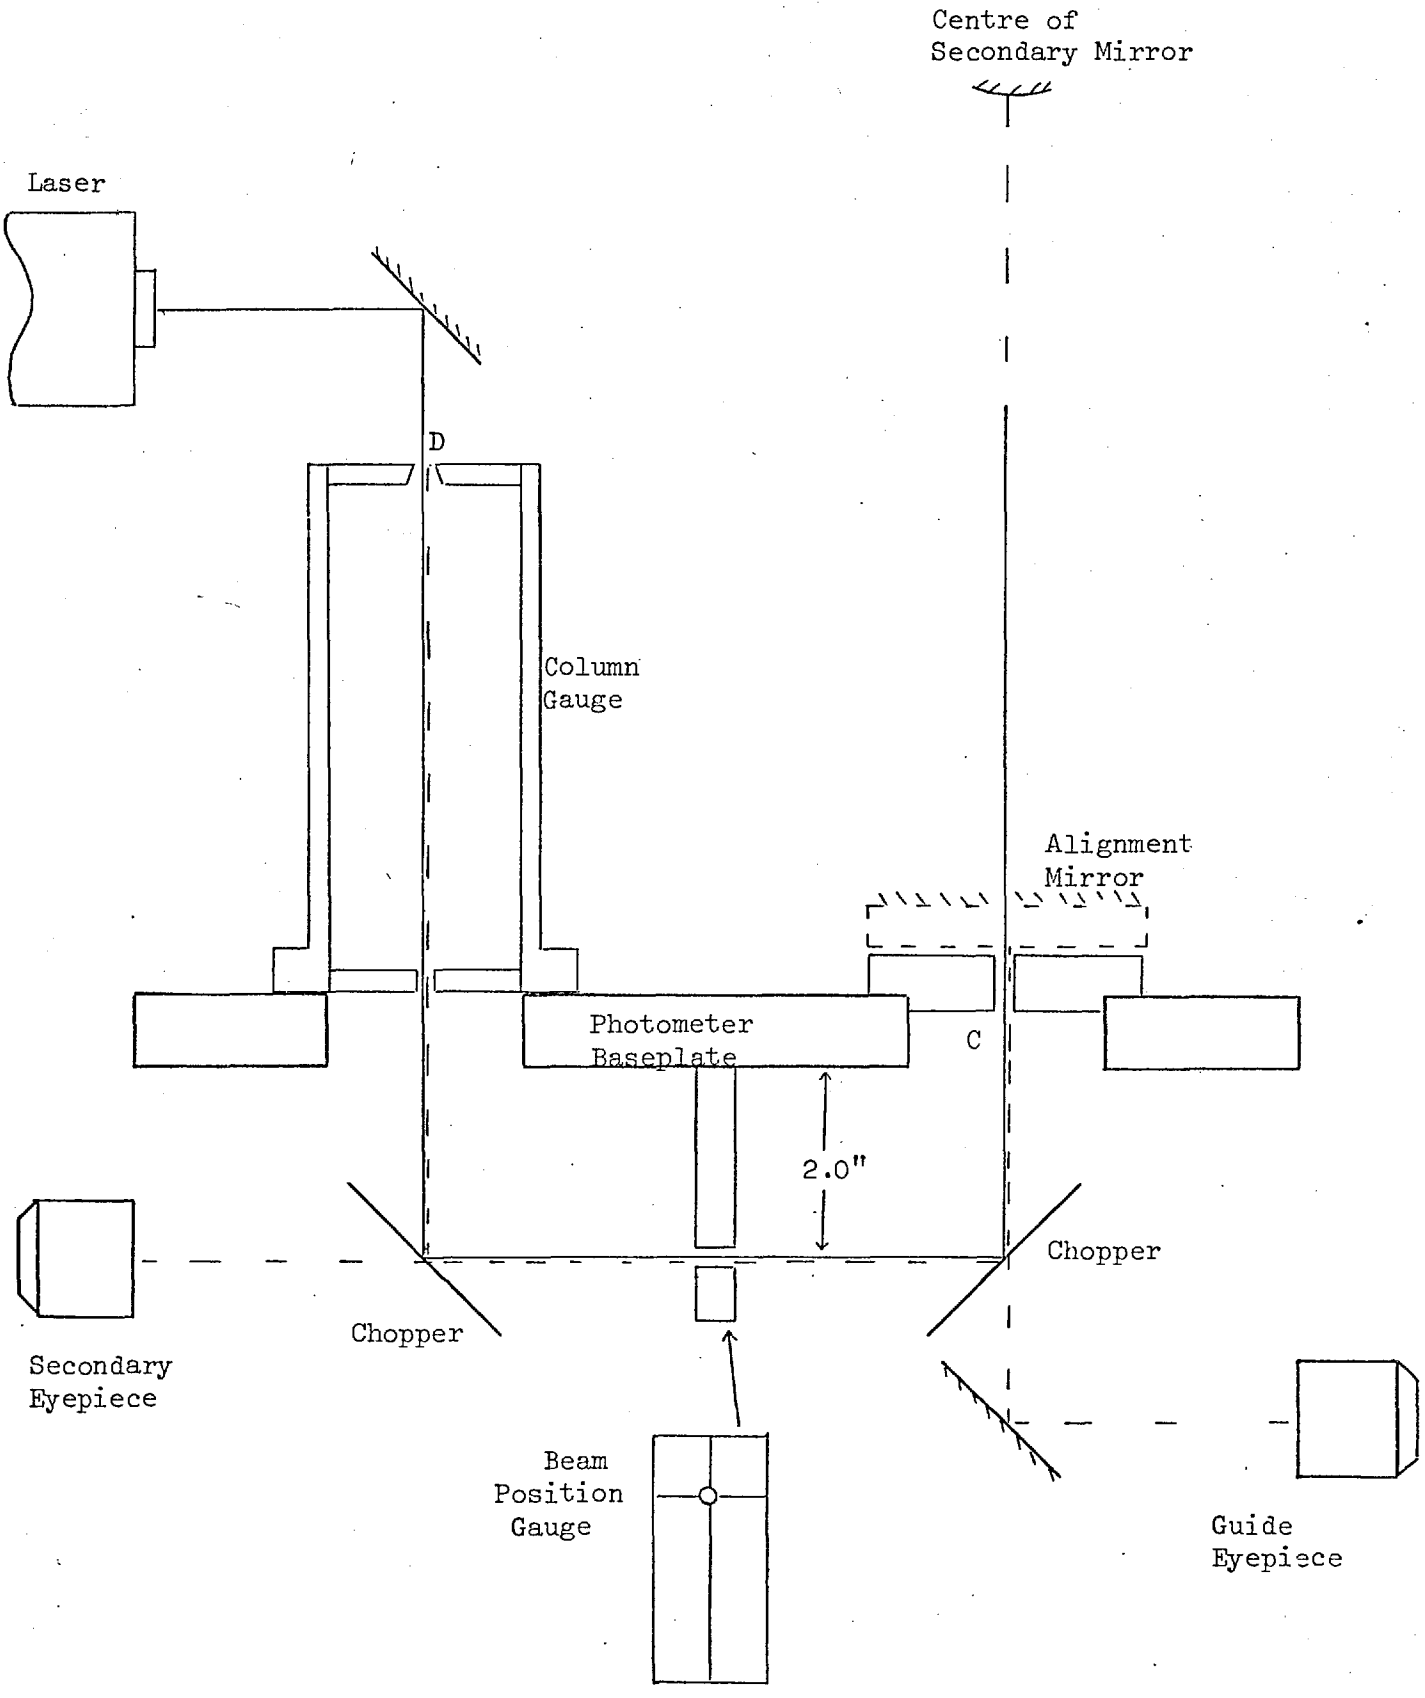 Centre of
Secondary Mirror
Laser
D
Column
Gauge
Alignment
Mirror
Photometer
Baseplate
C
2.0"
Chopper
Chopper
Secondary
Eyepiece
Beam
Position
Gauge
Guide
Eyepiece